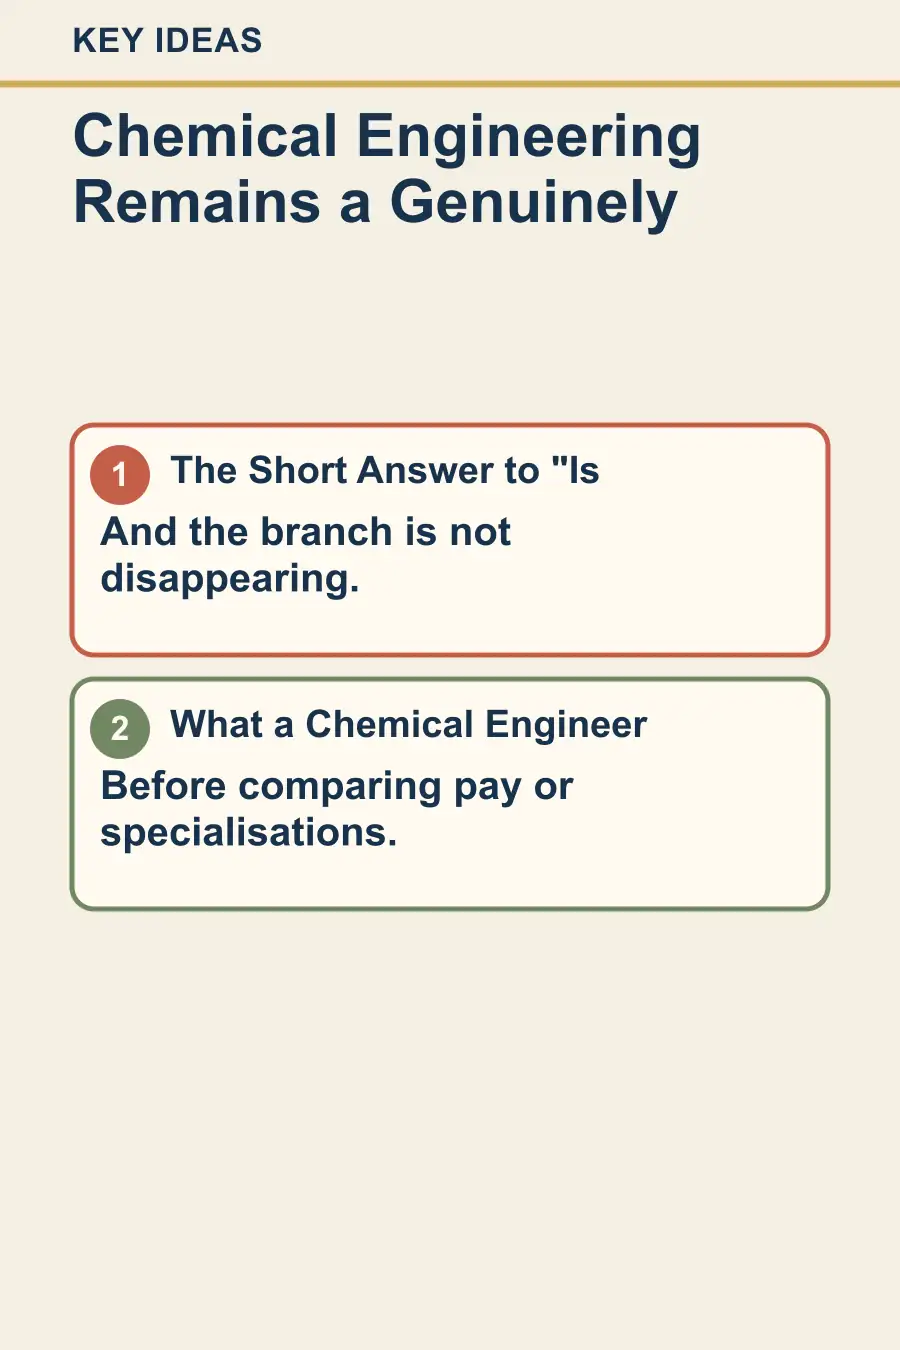 KEY IDEAS
Chemical Engineering
Remains a Genuinely
1 The Short Answer to "Is
And the branch is not
disappearing.
2 What a Chemical Engineer
Before comparing pay or
specialisations.